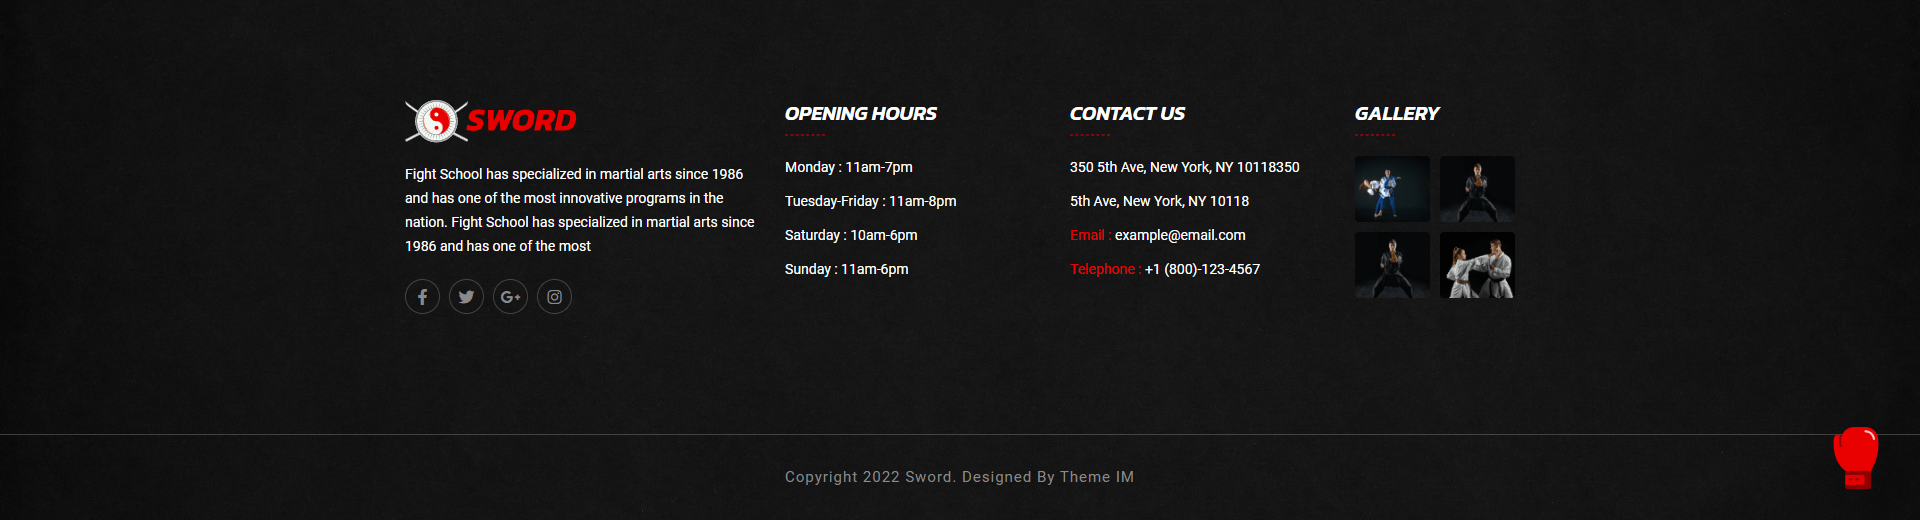 SWORD
Fight School has specialized in martial arts since 1986
and has one of the most innovative programs in the
nation. Fight School has specialized in martial arts since
1986 and has one of the most
OPENING HOURS
Monday : 11am-7pm
Tuesday-Friday : 11am-8pm
Saturday : 10am-6pm
Sunday : 11am-6pm
CONTACT US
350 5th Ave, New York, NY 10118350
5th Ave, New York, NY 10118
Email : example@email.com
Telephone : +1 (800)-123-4567
GALLERY
Copyright 2022 Sword. Designed By Theme IM